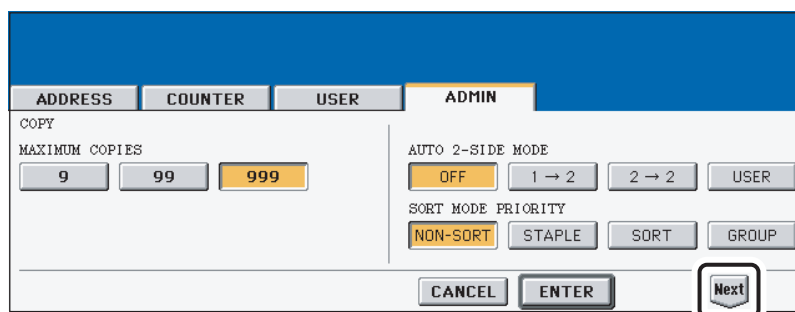 ADDRESS COUNTER USER ADMIN
COPY
MAXIMUM COPIES
9 99 999
AUTO 2-SIDE MODE
OFF 1 → 2 2 → 2 USER
SORT MODE PRIORITY
NON-SORT STAPLE SORT GROUP
CANCEL ENTER Next